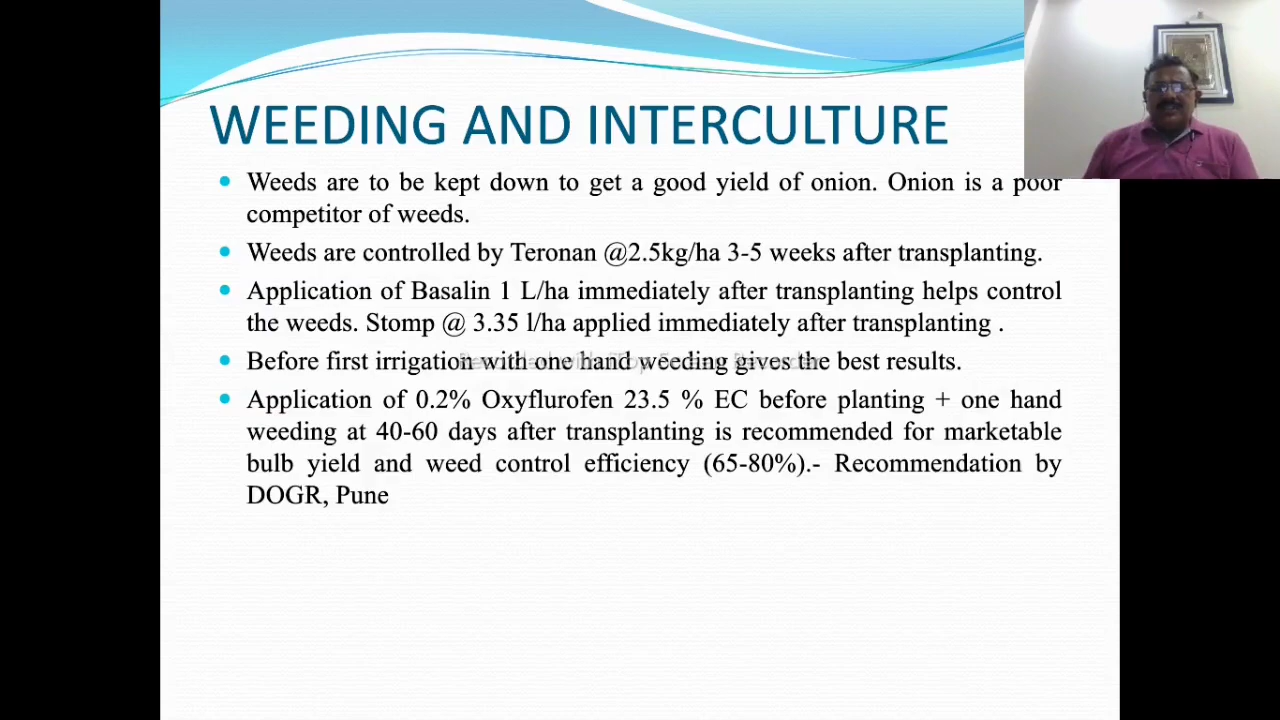 WEEDING AND INTERCULTURE
Weeds are to be kept down to get a good yield of onion. Onion is a poor
competitor of weeds.
Weeds are controlled by Teronan @2.5kg/ha 3-5 weeks after transplanting.
Application of Basalin 1 L/ha immediately after transplanting helps control
the weeds. Stomp @ 3.35 l/ha applied immediately after transplanting .
Before first irrigation with one hand weeding gives the best results.
Application of 0.2% Oxyflurofen 23.5 % EC before planting + one hand
weeding at 40-60 days after transplanting is recommended for marketable
bulb yield and weed control efficiency (65-80%).- Recommendation by
DOGR, Pune